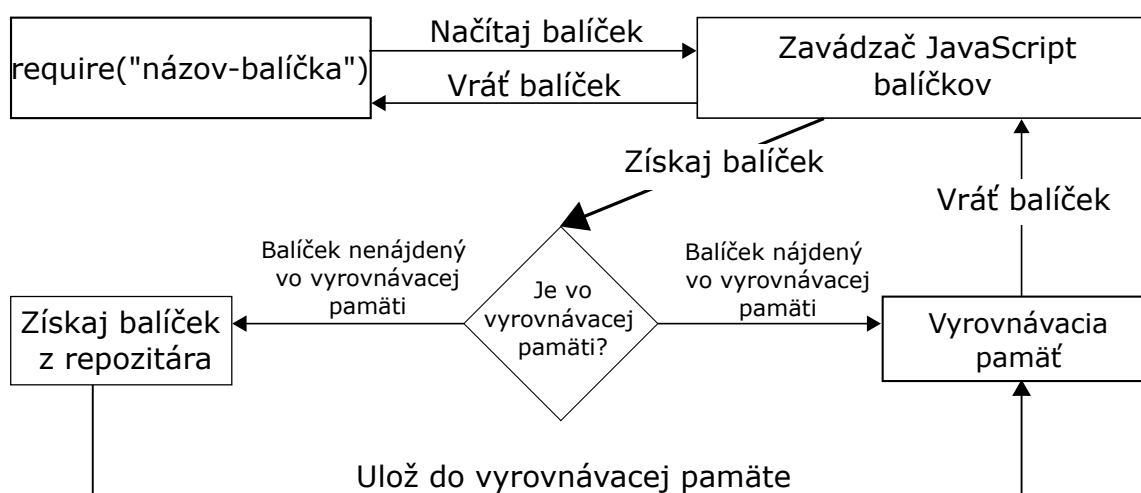 Načítaj balíček
require("názov-balíčka")
Vráť balíček
Zavádzač JavaScript
balíčkov
Získaj balíček
Vráť balíček
Balíček nenájdený
vo vyrovnávacej
pamäti
Balíček nájdený
vo vyrovnávacej
pamäti
Je vo
vyrovnávacej
pamäti?
Získaj balíček
z repozitára
Vyrovnávacia
pamäť
Ulož do vyrovnávacej pamäte